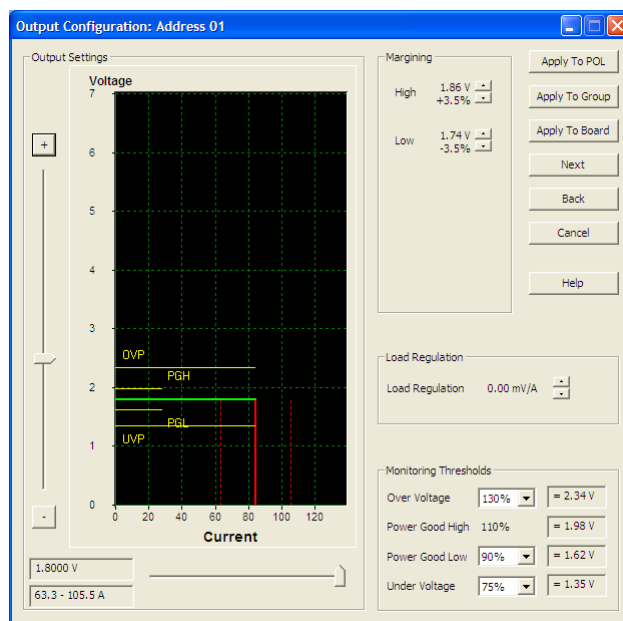 Output Configuration: Address 01
Output Settings
Voltage
7
6
5
4
3
2
1
0
+
-
OVP
PGH
PGL
UVP
0 20 40 60 80 100 120
Current
1.8000 V
63.3 - 105.5 A
Margining
High 1.86 V
+3.5%
Low 1.74 V
-3.5%
Apply To POL
Apply To Group
Apply To Board
Next
Back
Cancel
Help
Load Regulation
Load Regulation 0.00 mV/A
Monitoring Thresholds
Over Voltage 130% = 2.34 V
Power Good High 110% = 1.98 V
Power Good Low 90% = 1.62 V
Under Voltage 75% = 1.35 V